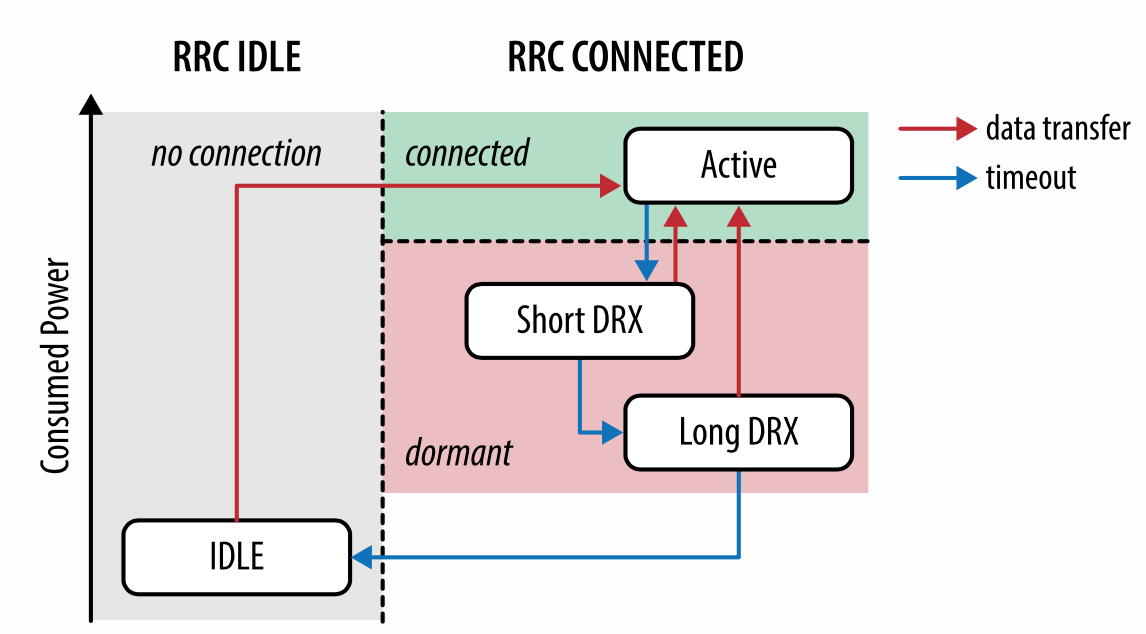 RRC IDLE
RRC CONNECTED
no connection
connected
Active
data transfer
timeout
Consumed Power
Short DRX
Long DRX
dormant
IDLE